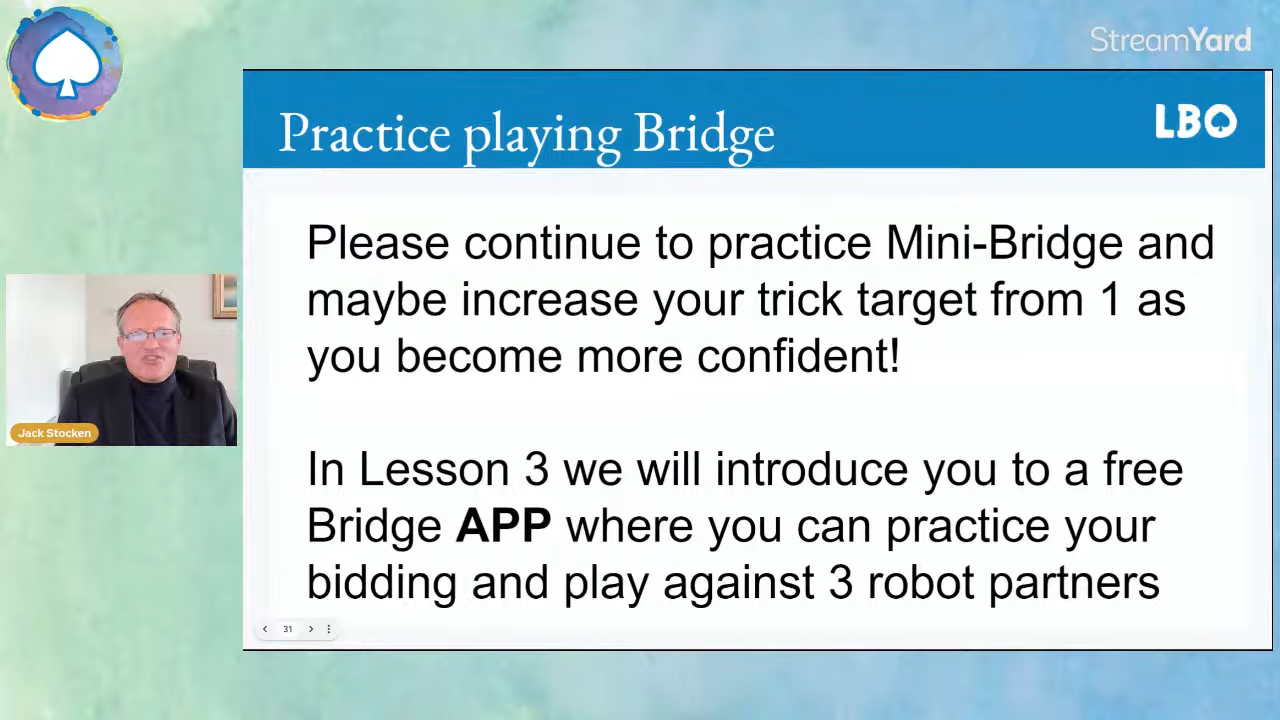 StreamYard
Practice playing Bridge
LBO
Please continue to practice Mini-Bridge and
maybe increase your trick target from 1 as
you become more confident!
In Lesson 3 we will introduce you to a free
Bridge APP where you can practice your
bidding and play against 3 robot partners
Jack Stocken
31